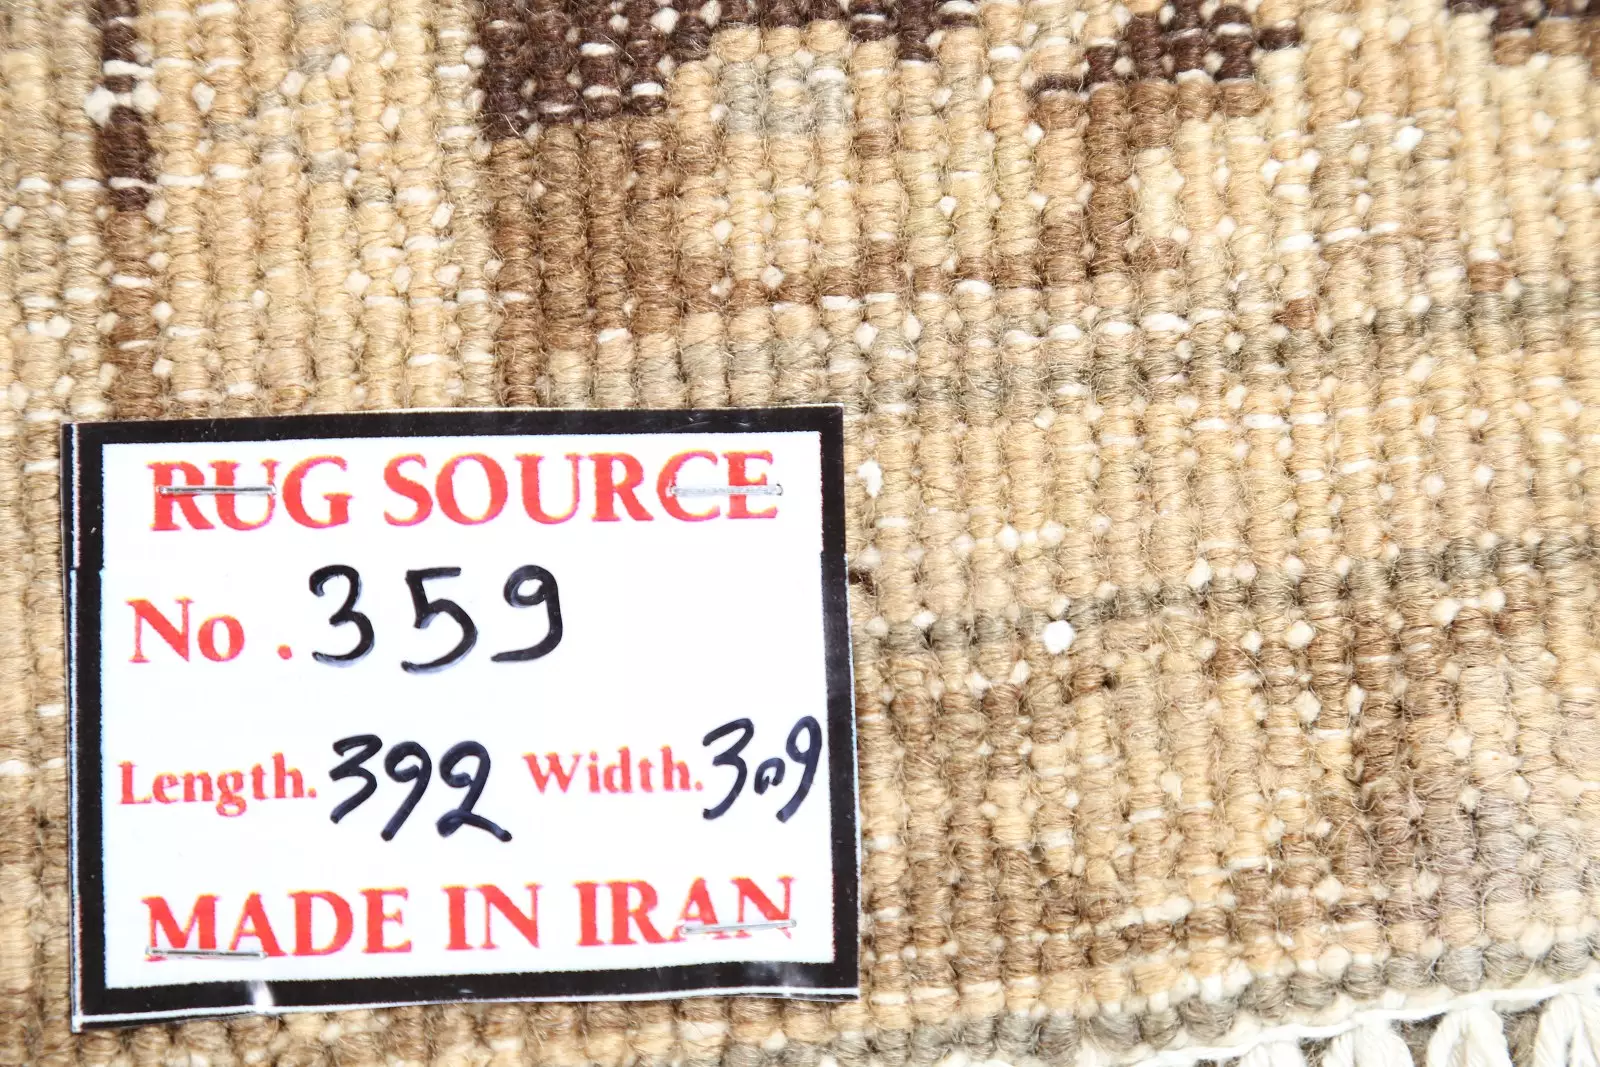 RUG SOURCE
No. 359
Length. 392 Width. 309
MADE IN IRAN